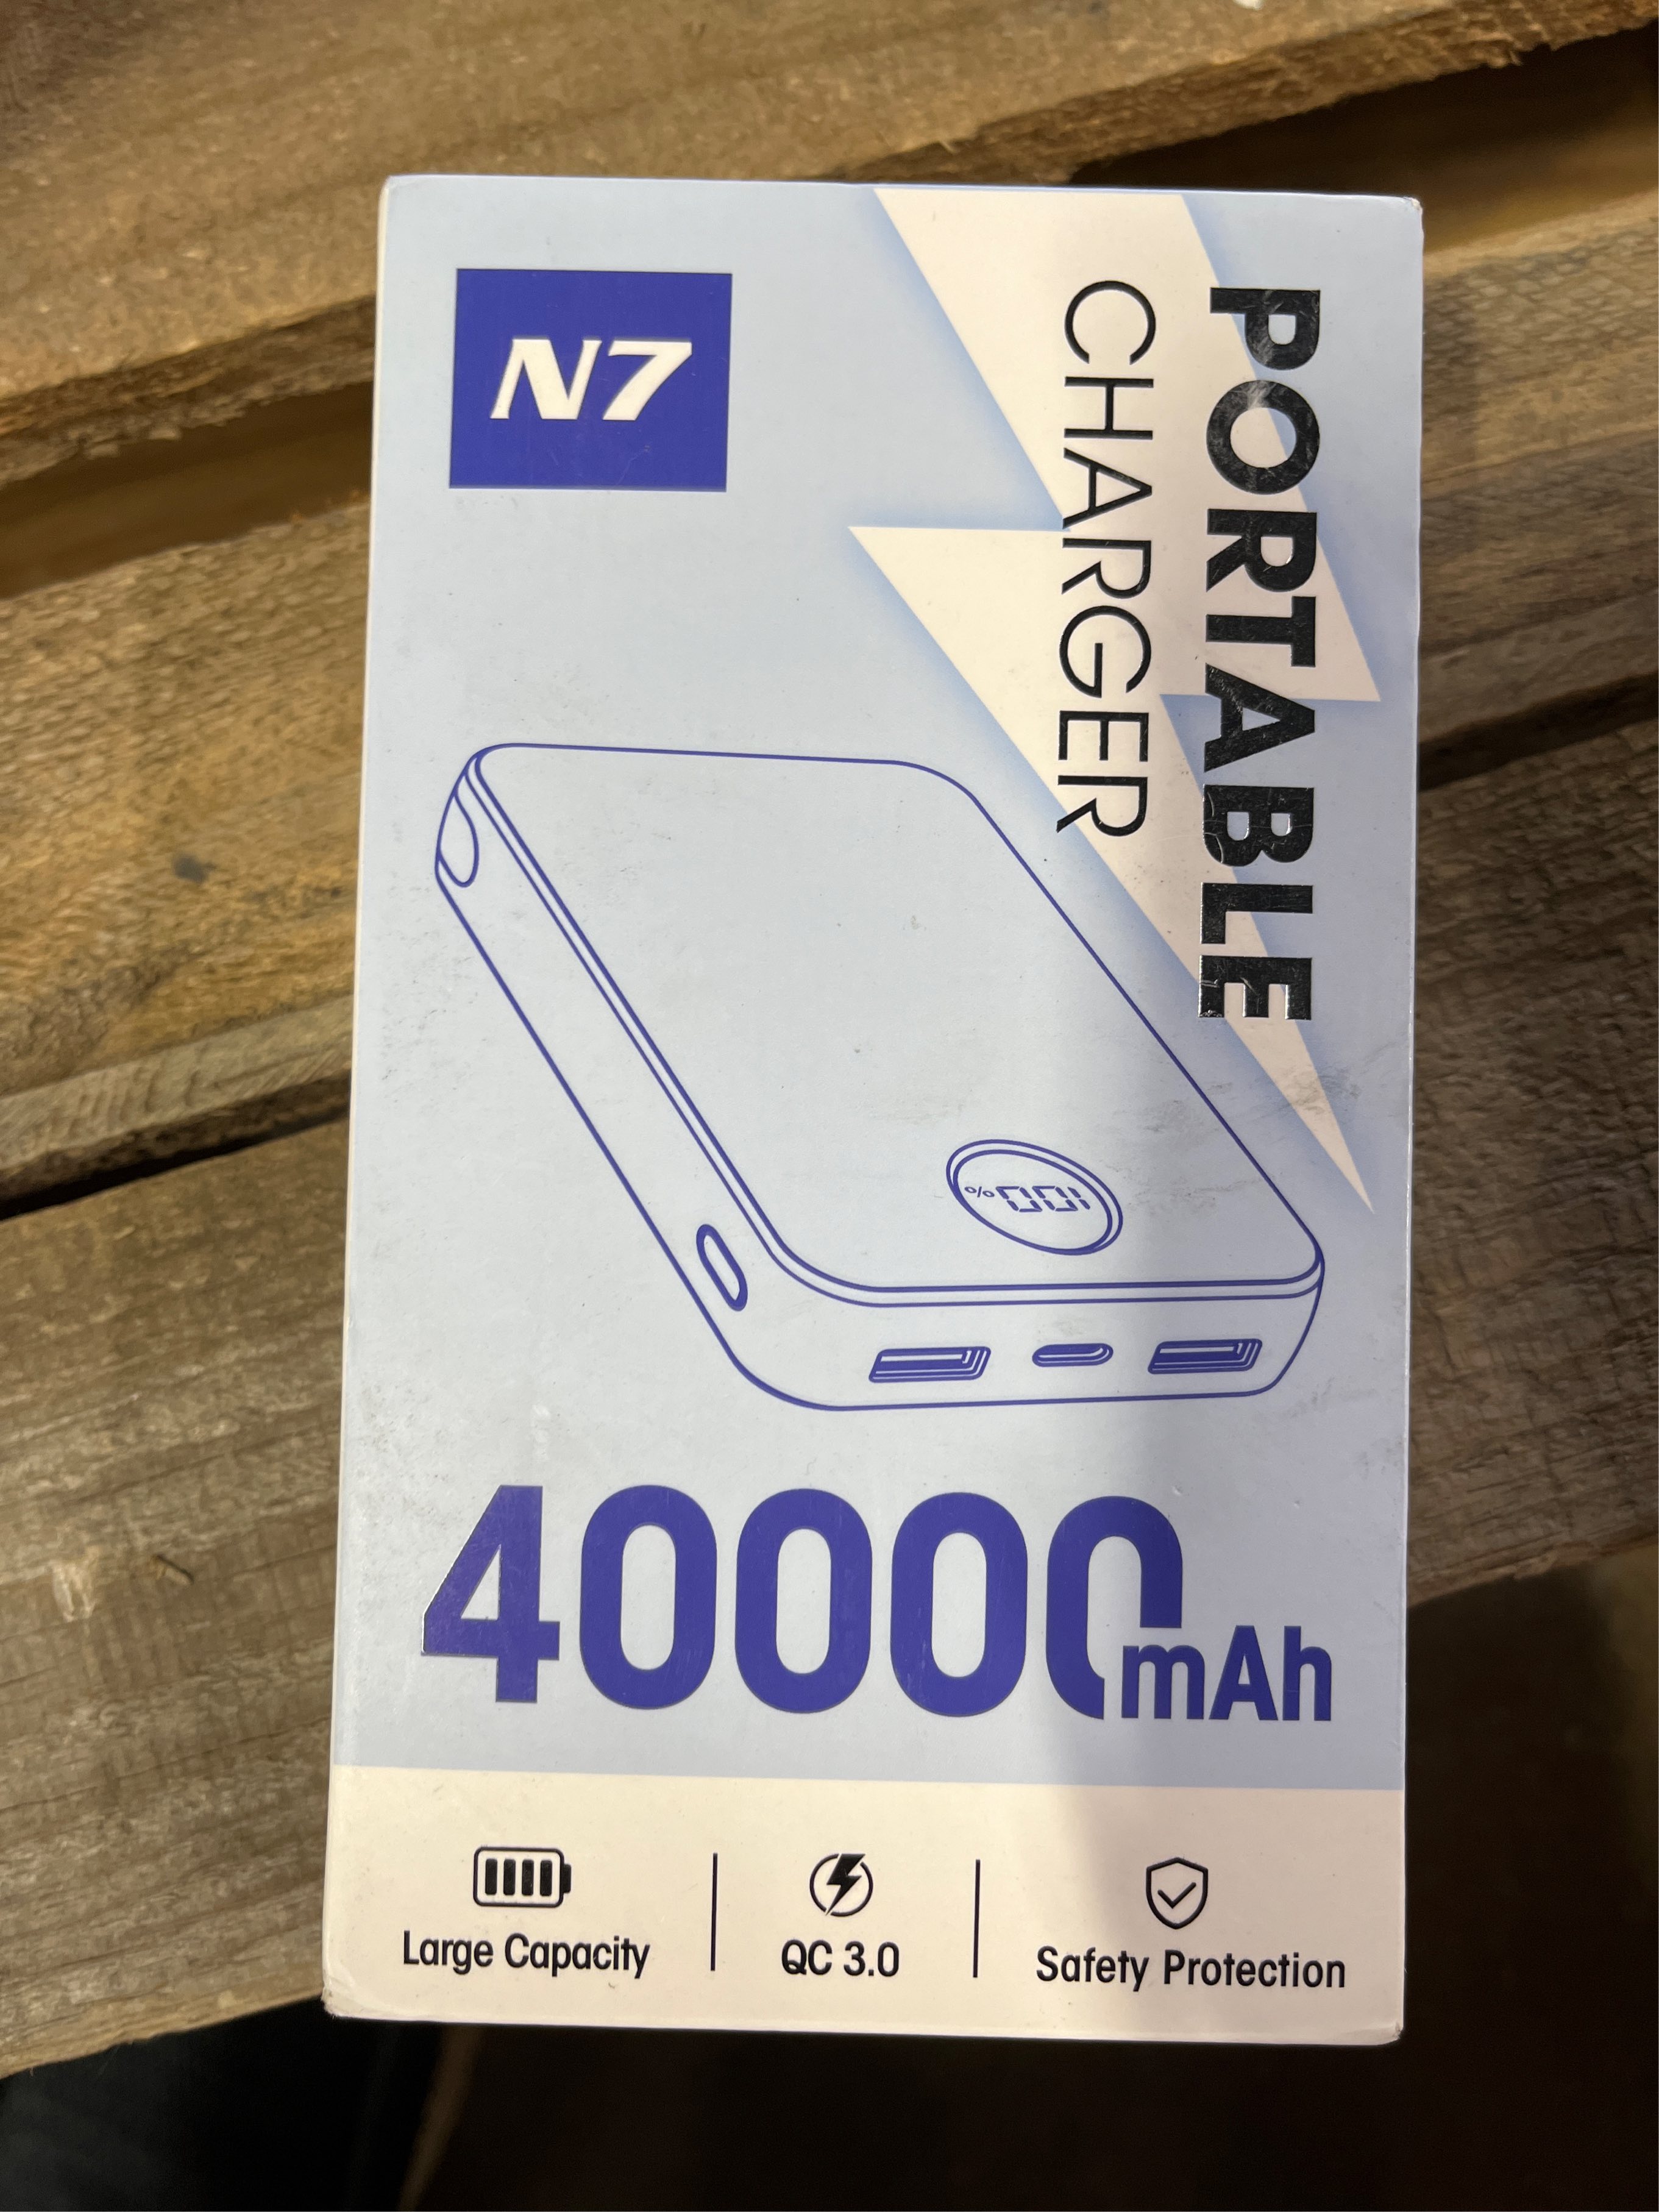 N7
PORTABLE
CHARGER
100%
40000mAh
Large Capacity
QC 3.0
Safety Protection